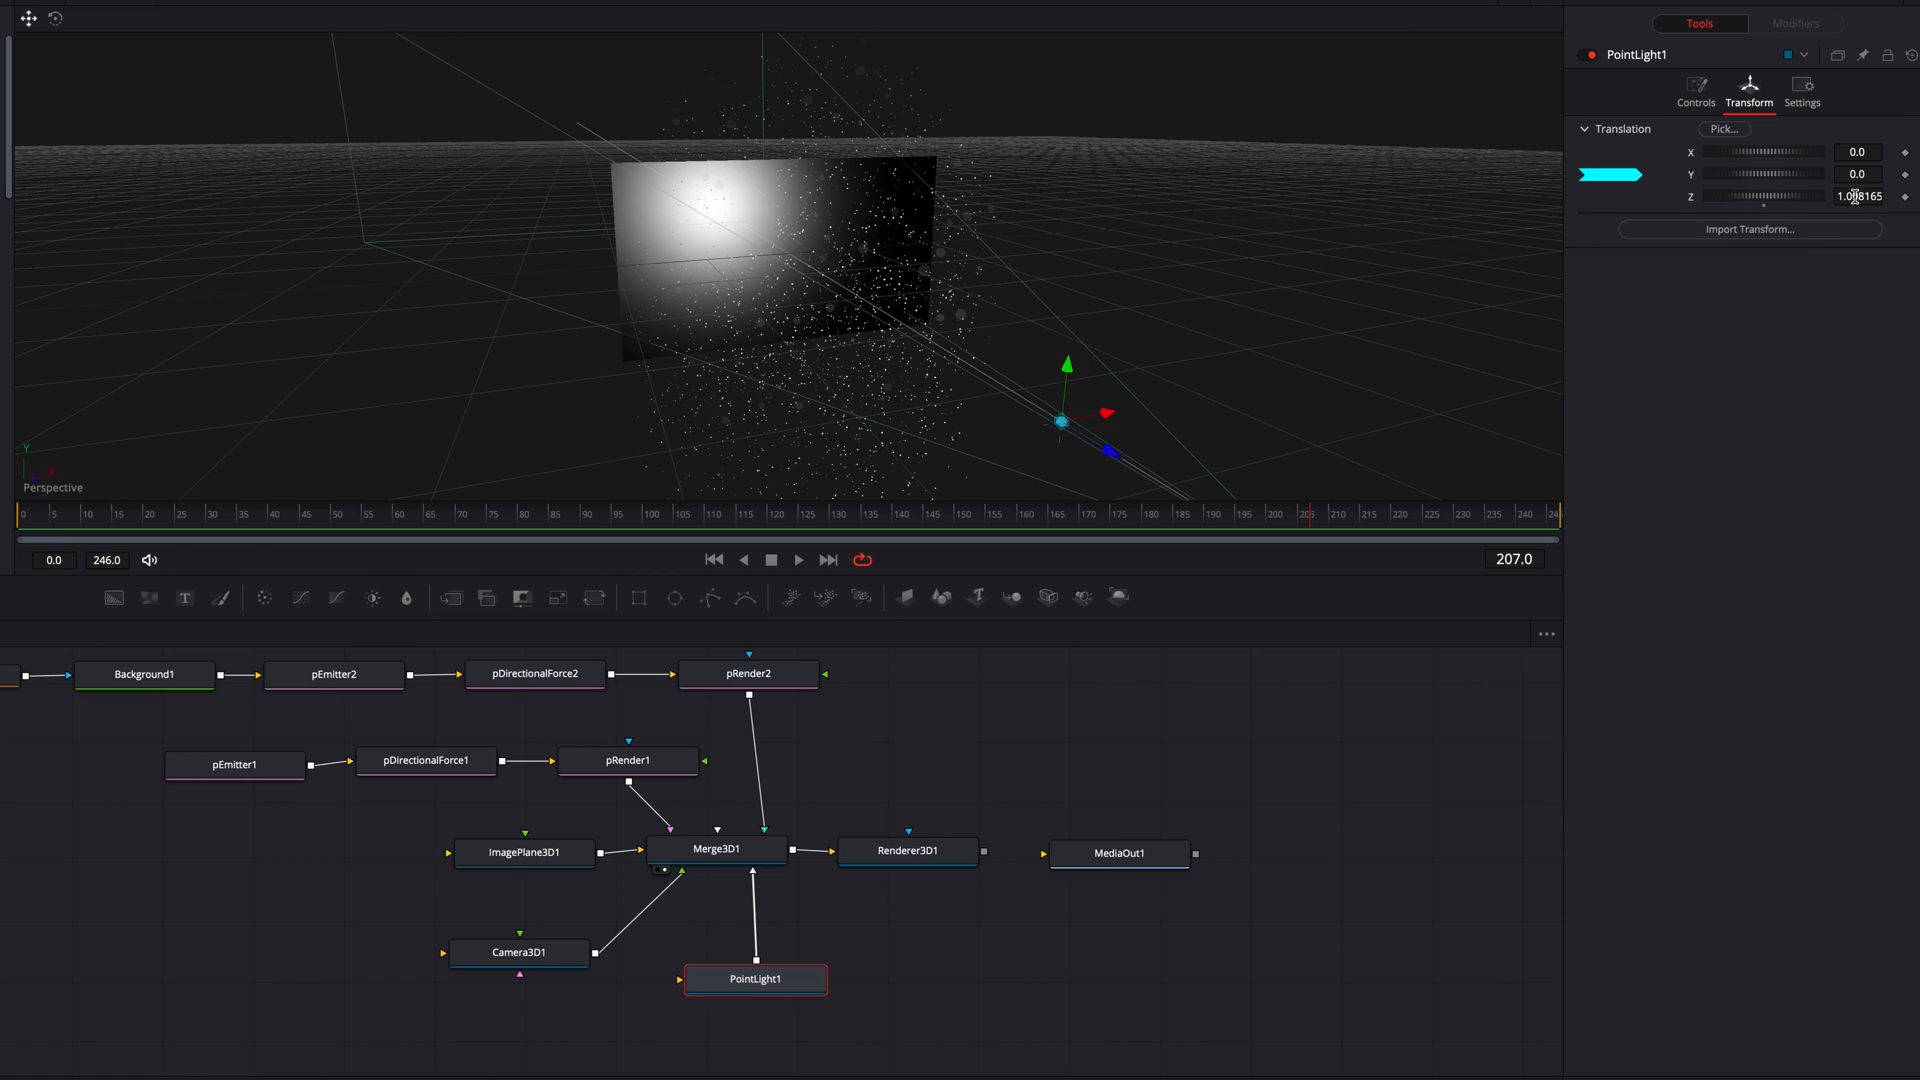 Tools Modifiers
PointLight1
Controls Transform Settings
Translation Pick...
X 0.0
Y 0.0
Z
Import Transform...
Y
X
Perspective
0 5 10 15 20 25 30 35 40 45 50 55 60 65 70 75 80 85 90 95 100 105 110 115 120 125 130 135 140 145 150 155 160 165 170 175 180 185 190 195 200 205 210 215 220 225 230 235 240
0.0 246.0 207.0
Background1 pEmitter2 pDirectionalForce2 pRender2
pEmitter1 pDirectionalForce1 pRender1
ImagePlane3D1 Merge3D1 Renderer3D1 MediaOut1
Camera3D1
PointLight1